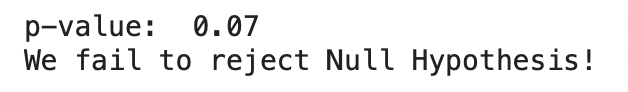 p-value:  0.07
We fail to reject Null Hypothesis!